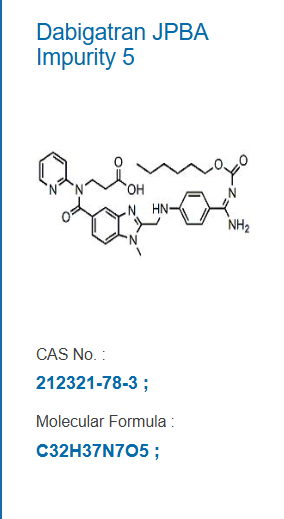 Dabigatran JPBA
Impurity 5
O
O
O
N
N
OH
N
O
N
HN
N
NH2
CAS No. :
212321-78-3 ;
Molecular Formula :
C32H37N7O5 ;